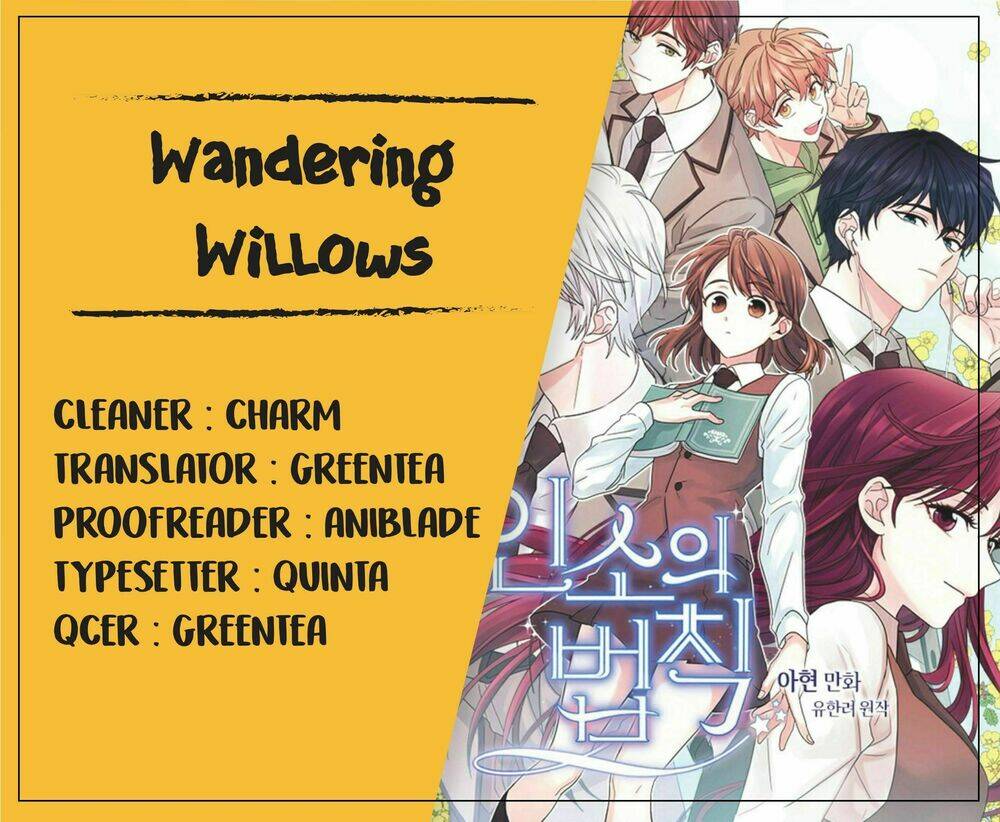 Wandering
Willows
CLEANER : CHARM
TRANSLATOR : GREENTEA
PROOFREADER : ANIBLADE
TYPESETTER : QUINTA
QCER : GREENTEA
인소의
법칙
아현 만화
유한려 원작